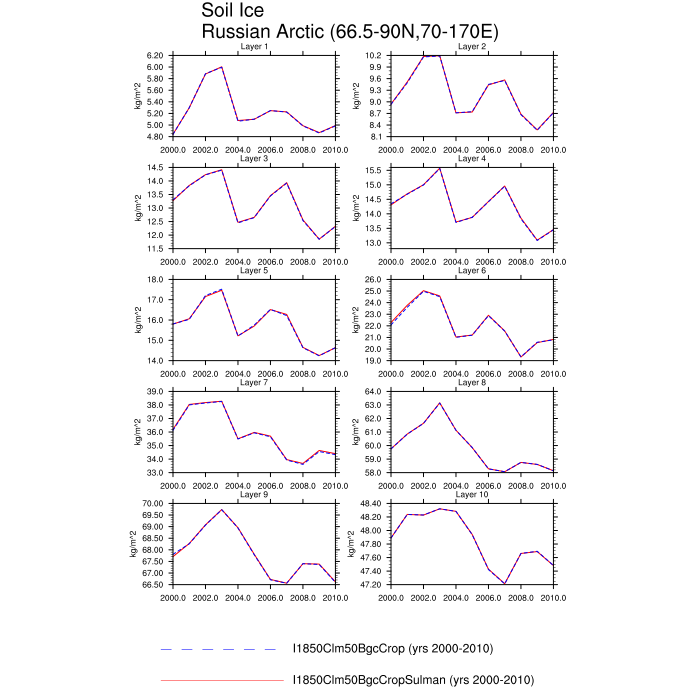 Soil Ice
Russian Arctic (66.5-90N,70-170E)
Layer 1
Layer 2
6.20
6.00
5.80
5.60
5.40
5.20
5.00
4.80
kg/m^2
2000.0 2002.0 2004.0 2006.0 2008.0 2010.0
10.2
9.9
9.6
9.3
9.0
8.7
8.4
8.1
kg/m^2
2000.0 2002.0 2004.0 2006.0 2008.0 2010.0
Layer 3
Layer 4
14.5
14.0
13.5
13.0
12.5
12.0
11.5
kg/m^2
2000.0 2002.0 2004.0 2006.0 2008.0 2010.0
15.5
15.0
14.5
14.0
13.5
13.0
kg/m^2
2000.0 2002.0 2004.0 2006.0 2008.0 2010.0
Layer 5
Layer 6
18.0
17.0
16.0
15.0
14.0
kg/m^2
2000.0 2002.0 2004.0 2006.0 2008.0 2010.0
26.0
25.0
24.0
23.0
22.0
21.0
20.0
19.0
kg/m^2
2000.0 2002.0 2004.0 2006.0 2008.0 2010.0
Layer 7
Layer 8
39.0
38.0
37.0
36.0
35.0
34.0
33.0
kg/m^2
2000.0 2002.0 2004.0 2006.0 2008.0 2010.0
64.0
63.0
62.0
61.0
60.0
59.0
58.0
kg/m^2
2000.0 2002.0 2004.0 2006.0 2008.0 2010.0
Layer 9
Layer 10
70.00
69.50
69.00
68.50
68.00
67.50
67.00
66.50
kg/m^2
2000.0 2002.0 2004.0 2006.0 2008.0 2010.0
48.40
48.20
48.00
47.80
47.60
47.40
47.20
kg/m^2
2000.0 2002.0 2004.0 2006.0 2008.0 2010.0
I1850Clm50BgcCrop (yrs 2000-2010)
I1850Clm50BgcCropSulman (yrs 2000-2010)